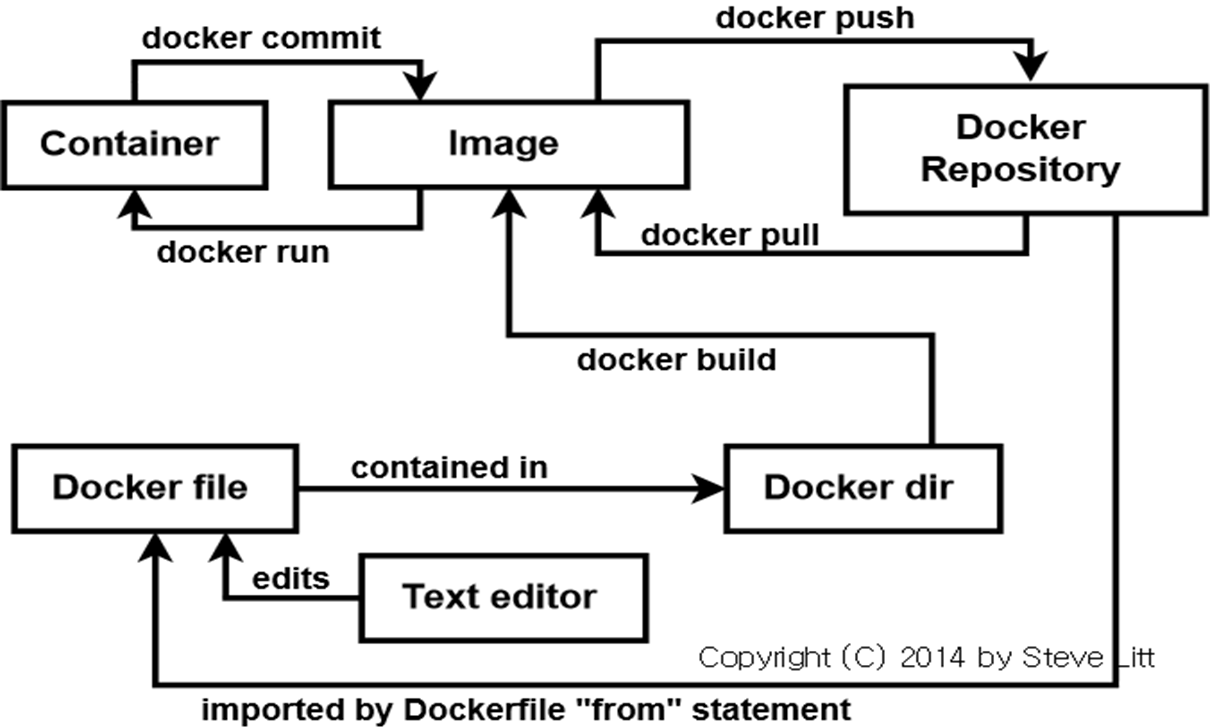 docker push
docker commit
Container
Image
Docker
Repository
docker run
docker pull
docker build
Docker file
contained in
Docker dir
edits
Text editor
Copyright (C) 2014 by Steve Litt
imported by Dockerfile "from" statement